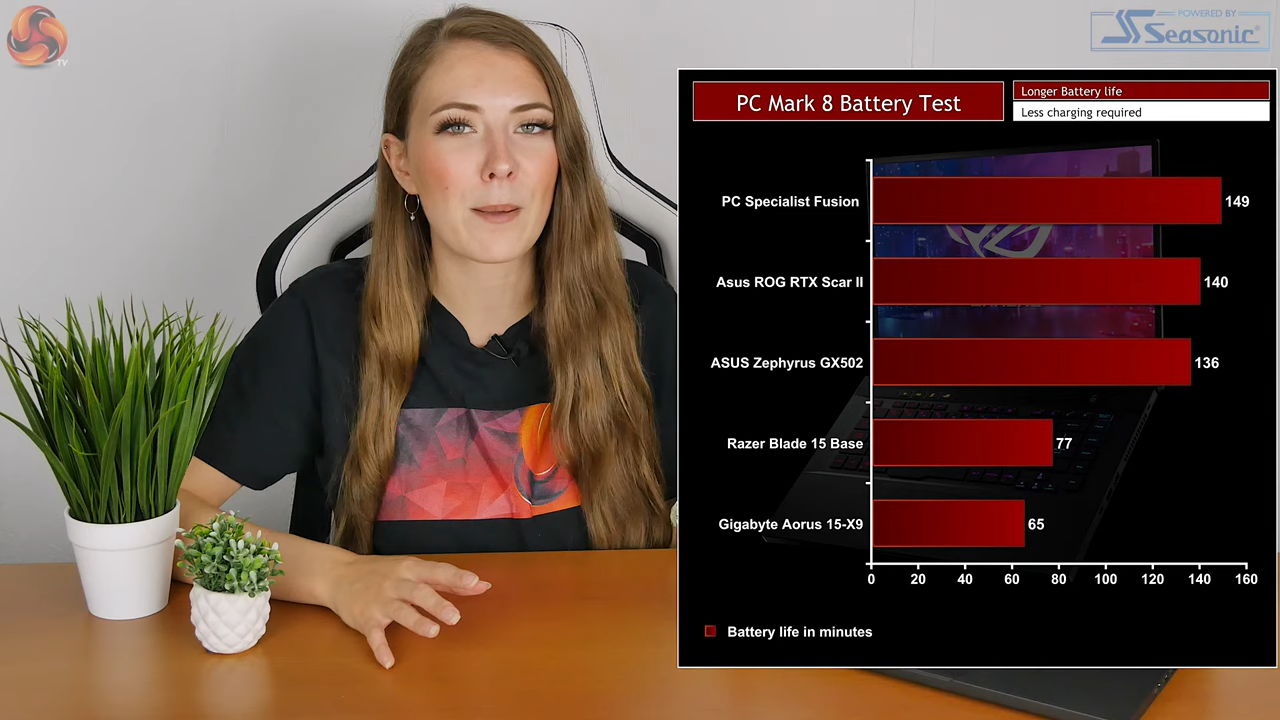 TV
POWERED BY
Seasonic
PC Mark 8 Battery Test
Longer Battery life
Less charging required
PC Specialist Fusion 149
Asus ROG RTX Scar II 140
ASUS Zephyrus GX502 136
Razer Blade 15 Base 77
Gigabyte Aorus 15-X9 65
0 20 40 60 80 100 120 140 160
Battery life in minutes